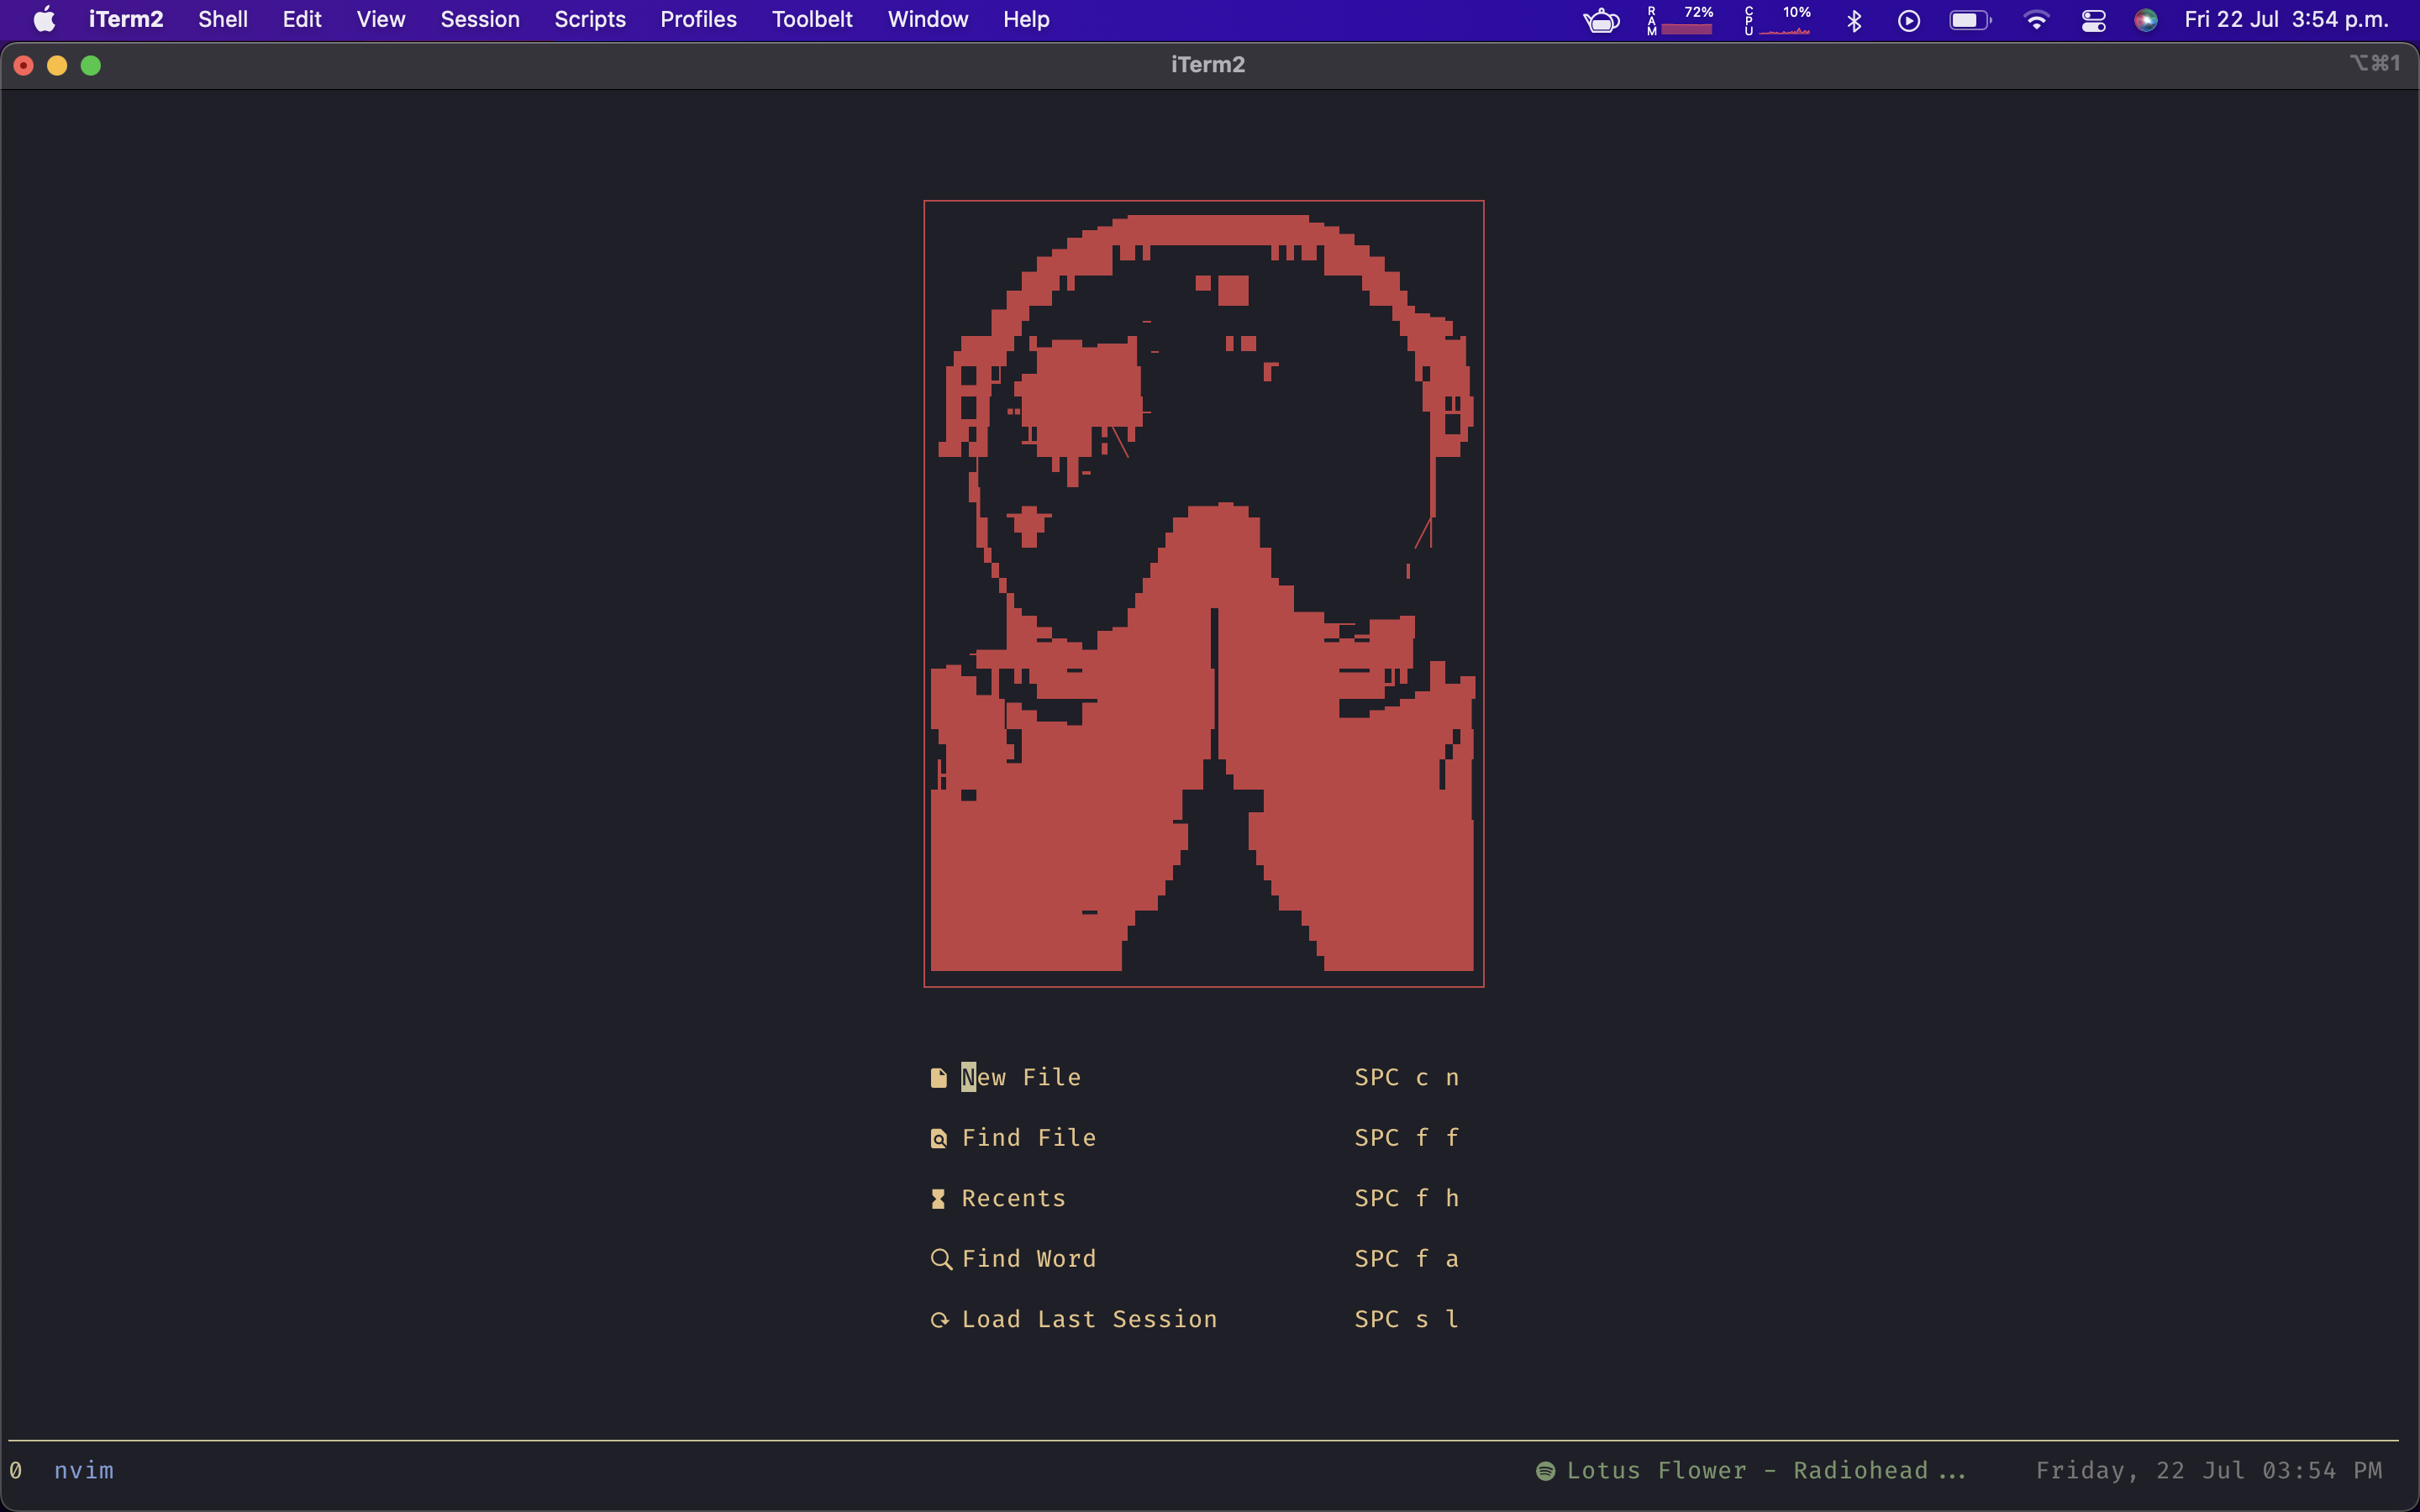 iTerm2 Shell Edit View Session Scripts Profiles Toolbelt Window Help RAM 72% CPU 10% Fri 22 Jul 3:54 p.m.
iTerm2 ⌥⌘1
New File SPC c n
Find File SPC f f
Recents SPC f h
Find Word SPC f a
Load Last Session SPC s l
0 nvim Lotus Flower - Radiohead... Friday, 22 Jul 03:54 PM